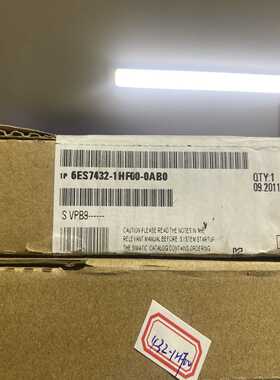 1P 6ES7432-1HF00-0AB0
QTY:1
09.2011
S VPB9------
CAUTION! PLEASE READ THE NOTES IN THE
RELEVANT MANUAL BEFORE SYSTEM STARTUP.
THE SIMATIC CATALOG CONTAINS ORDERING